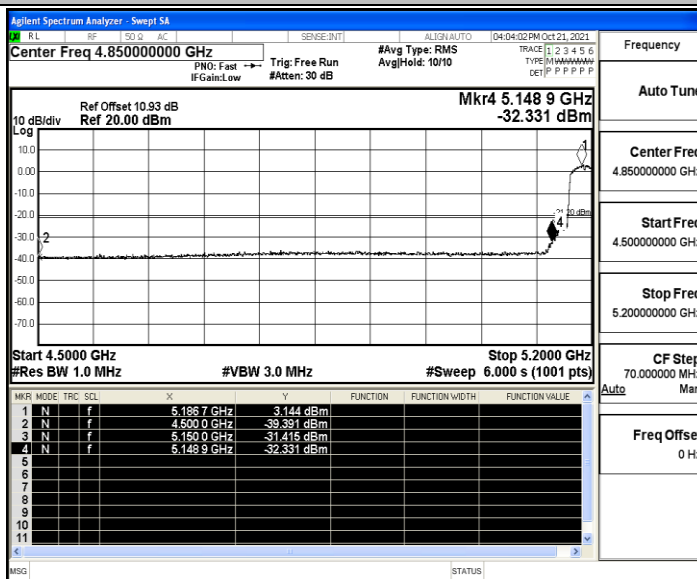 Agilent Spectrum Analyzer - Swept SA
RL RF 50 Ω AC SENSE:INT ALIGN AUTO 04:04:02 PM Oct 21, 2021
Center Freq 4.850000000 GHz
PNO: Fast
IFGain:Low
Trig: Free Run
#Atten: 30 dB
#Avg Type: RMS
Avg|Hold: 10/10
TRACE 1 2 3 4 5 6
TYPE M
DET P P P P P P
Ref Offset 10.93 dB
10 dB/div Ref 20.00 dBm
Log
Mkr4 5.148 9 GHz
-32.331 dBm
10.0
0.00
-10.0
-20.0
-30.0
-40.0
-50.0
-60.0
-70.0
1
2
4
Start 4.5000 GHz Stop 5.2000 GHz
#Res BW 1.0 MHz #VBW 3.0 MHz #Sweep 6.000 s (1001 pts)
MKR MODE TRC SCL X Y FUNCTION FUNCTION WIDTH FUNCTION VALUE
1 N f 5.186 7 GHz 3.144 dBm
2 N f 4.500 0 GHz -39.391 dBm
3 N f 5.150 0 GHz -31.415 dBm
4 N f 5.148 9 GHz -32.331 dBm
5
6
7
8
9
10
11
MSG STATUS
Frequency
Auto Tune
Center Freq
4.850000000 GHz
Start Freq
4.500000000 GHz
Stop Freq
5.200000000 GHz
CF Step
70.000000 MHz
Auto Man
Freq Offset
0 Hz